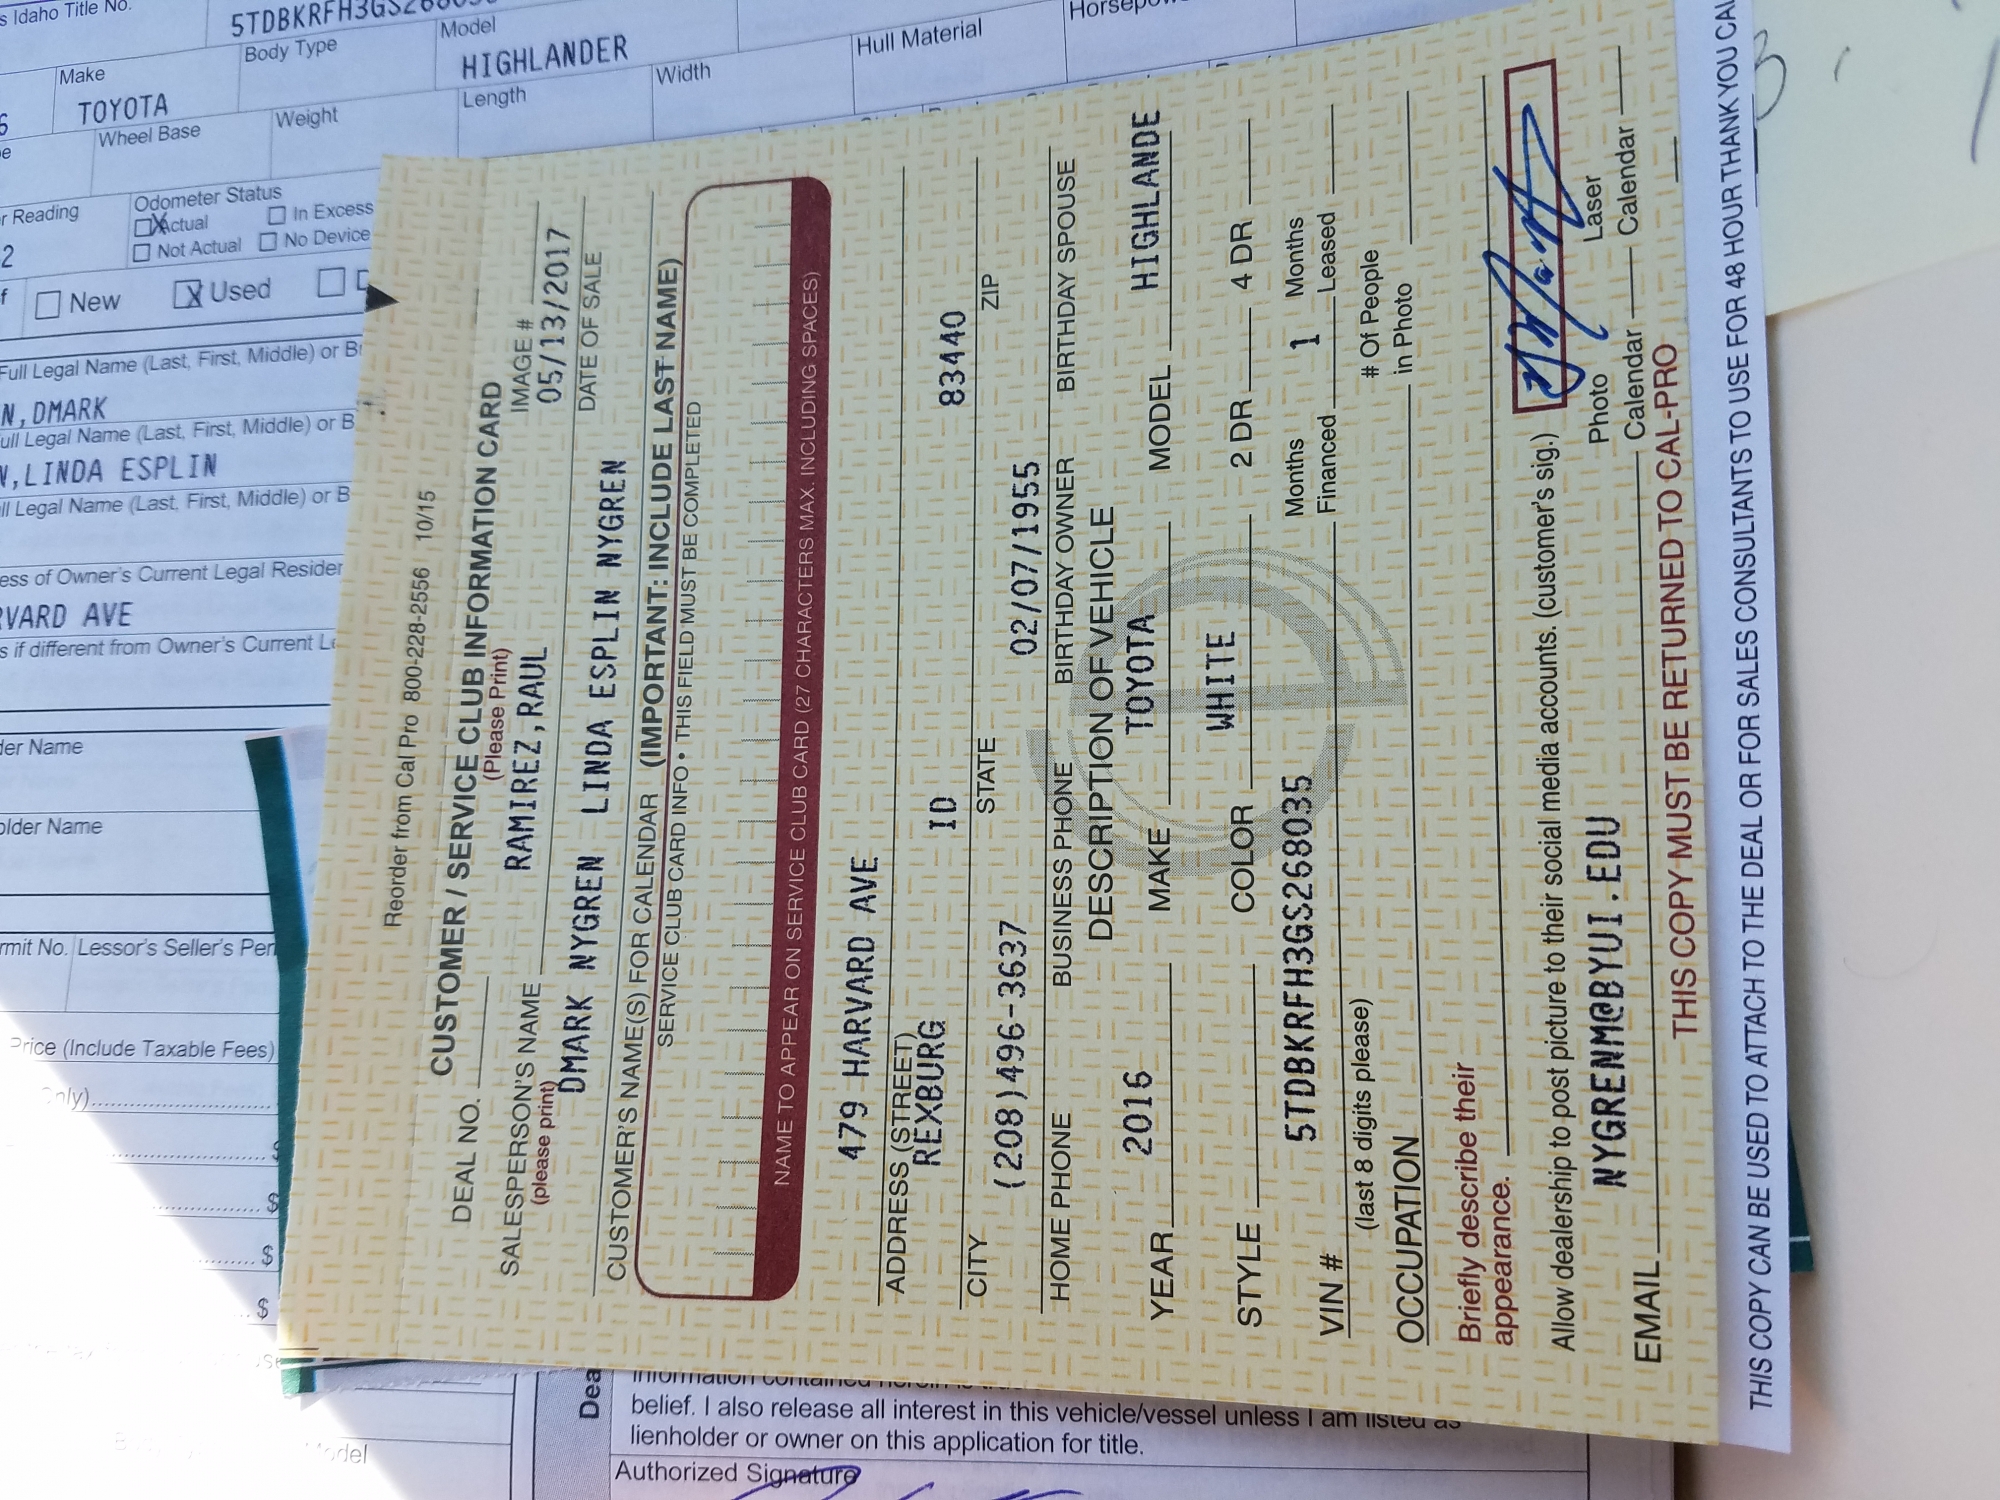 Reorder from Cal Pro 800-228-2556 10/15
CUSTOMER / SERVICE CLUB INFORMATION CARD
(Please Print)
DEAL NO. IMAGE #
RAMIREZ,RAUL 05/13/2017
SALESPERSON'S NAME DATE OF SALE
(please print)
DMARK NYGREN LINDA ESPLIN NYGREN
CUSTOMER'S NAME(S) FOR CALENDAR (IMPORTANT: INCLUDE LAST NAME)
SERVICE CLUB CARD INFO • THIS FIELD MUST BE COMPLETED
NAME TO APPEAR ON SERVICE CLUB CARD (27 CHARACTERS MAX. INCLUDING SPACES)
479 HARVARD AVE
ADDRESS (STREET)
REXBURG ID 83440
CITY STATE ZIP
(208)496-3637 02/07/1955
HOME PHONE BUSINESS PHONE BIRTHDAY OWNER BIRTHDAY SPOUSE
DESCRIPTION OF VEHICLE
2016 TOYOTA HIGHLANDE
YEAR MAKE MODEL
WHITE
STYLE COLOR 2 DR 4 DR
5TDBKRFH3GS268035 Months 1 Months
VIN # Financed Leased
(last 8 digits please)
# Of People
OCCUPATION in Photo
Briefly describe their
appearance.
Allow dealership to post picture to their social media accounts. (customer's sig.)
NYGRENM@BYUI.EDU Photo Laser
EMAIL Calendar Calendar
THIS COPY MUST BE RETURNED TO CAL-PRO
THIS COPY CAN BE USED TO ATTACH TO THE DEAL OR FOR SALES CONSULTANTS TO USE FOR 48 HOUR THANK YOU CAL
s Idaho Title No.
Make Body Type Model Hull Material
TOYOTA HIGHLANDER
Wheel Base Weight Length Width
r Reading Odometer Status
Actual In Excess
2 Not Actual No Device
New Used
Full Legal Name (Last, First, Middle) or B
N,DMARK
ull Legal Name (Last, First, Middle) or B
N,LINDA ESPLIN
ll Legal Name (Last, First, Middle) or B
ess of Owner's Current Legal Residen
VARD AVE
s if different from Owner's Current L
der Name
older Name
rmit No. Lessor's Seller's Per
Price (Include Taxable Fees)
Only)
$
$
$
$
Dea
belief. I also release all interest in this vehicle/vessel unless I am listed as
lienholder or owner on this application for title.
Authorized Signature